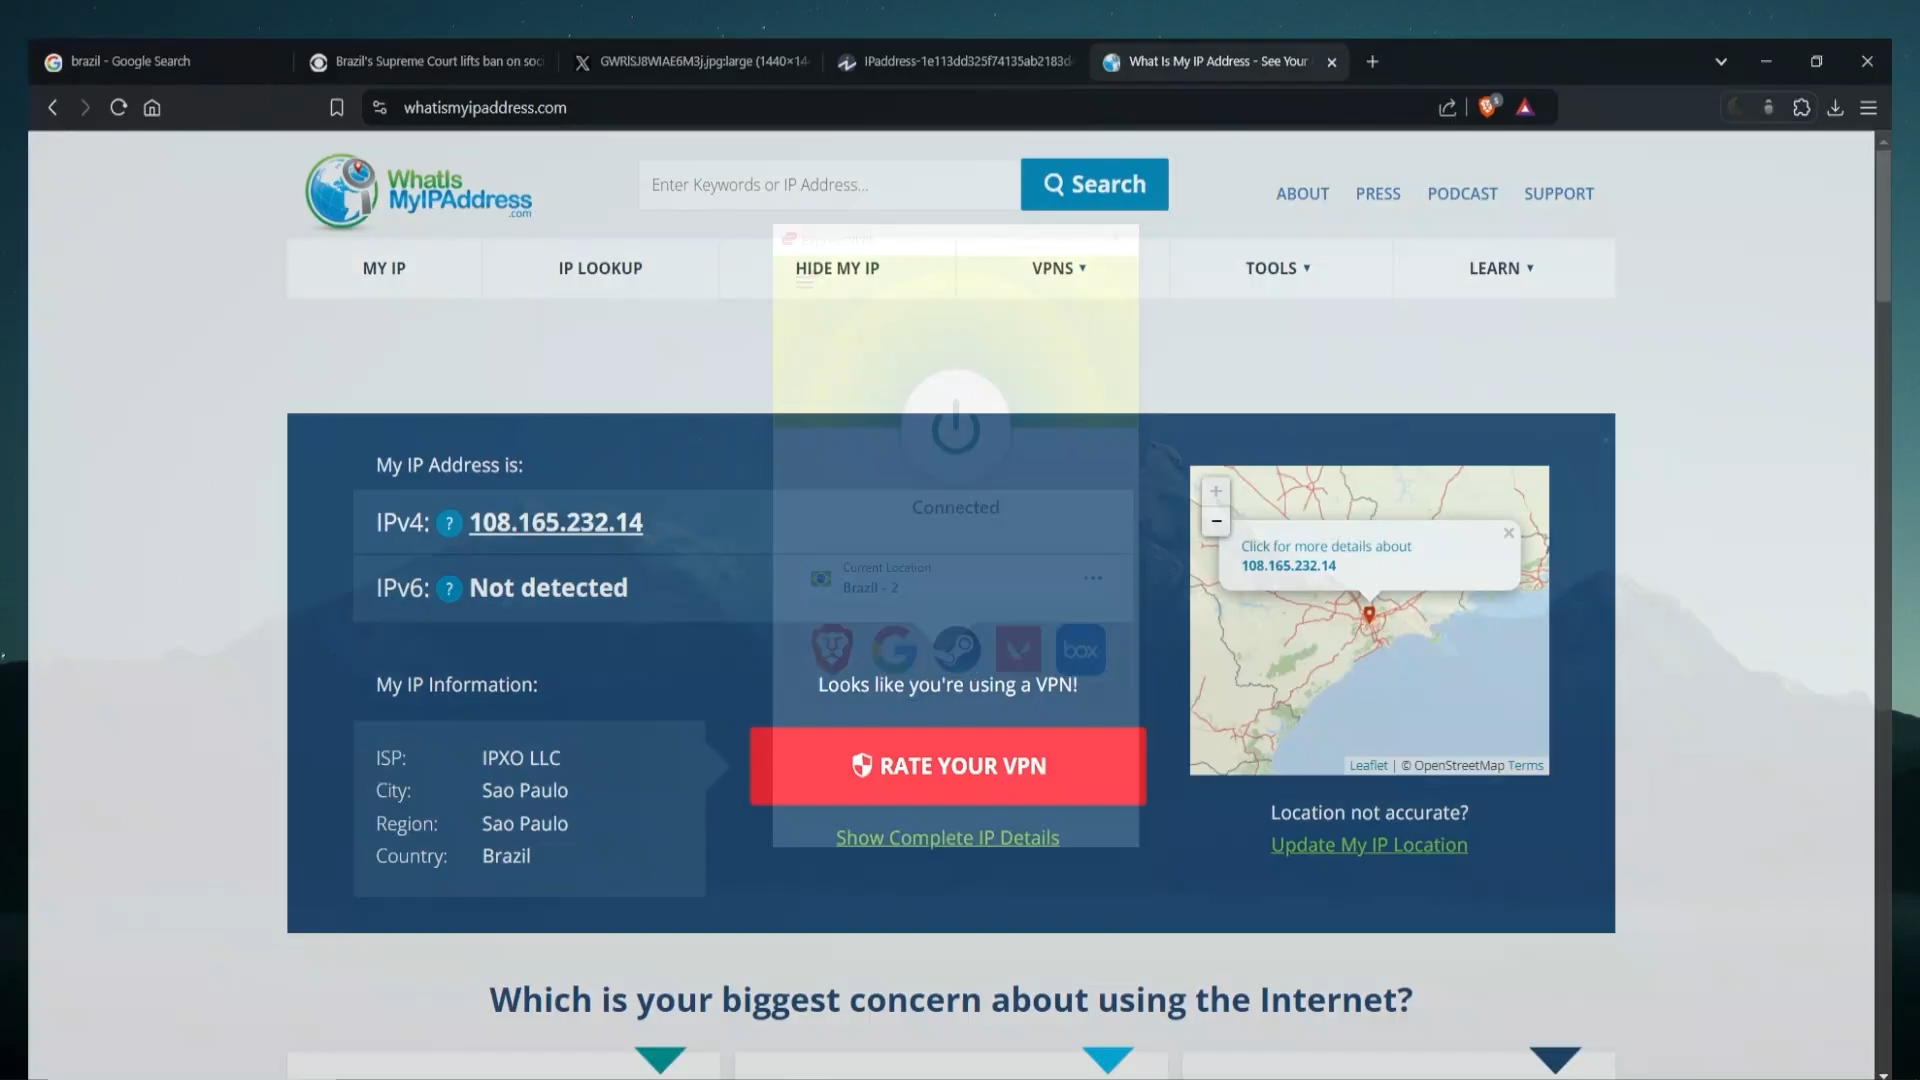 brazil - Google Search
Brazil's Supreme Court lifts ban on soc
GWRlSJ8WIAE6M3j.jpg:large (1440×14
IPaddress-1e113dd325f74135ab2183d
What Is My IP Address - See Your
whatismyipaddress.com
WhatIs
MyIPAddress
.com
Enter Keywords or IP Address...
Search
ABOUT PRESS PODCAST SUPPORT
MY IP IP LOOKUP HIDE MY IP VPNS TOOLS LEARN
My IP Address is:
IPv4: ? 108.165.232.14
IPv6: ? Not detected
Connected
Current Location
Brazil - 2
box
+
−
Click for more details about
108.165.232.14
Leaflet | © OpenStreetMap Terms
My IP Information:
ISP: IPXO LLC
City: Sao Paulo
Region: Sao Paulo
Country: Brazil
Looks like you're using a VPN!
RATE YOUR VPN
Show Complete IP Details
Location not accurate?
Update My IP Location
Which is your biggest concern about using the Internet?